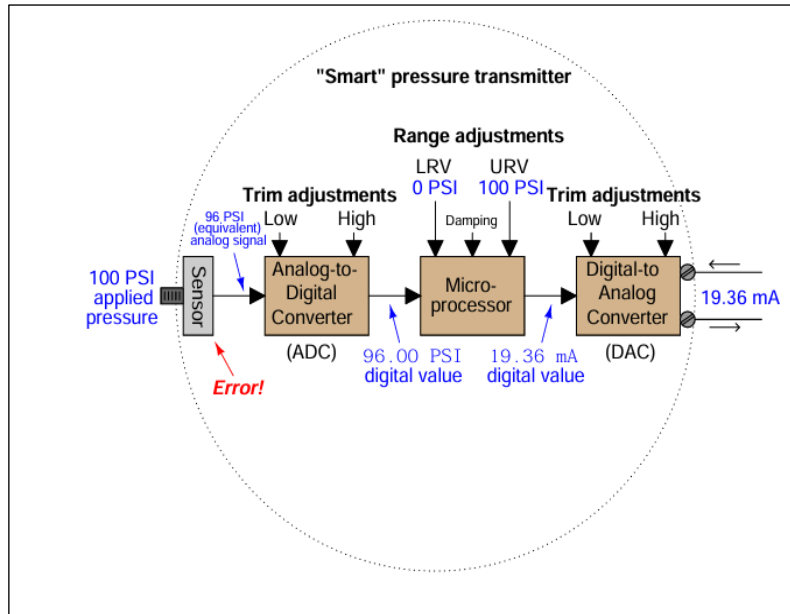 "Smart" pressure transmitter
Range adjustments
LRV
URV
0 PSI
100 PSI
Trim adjustments
Low
High
Damping
Trim adjustments
Low
High
96 PSI
(equivalent)
analog signal
100 PSI
applied
pressure
Sensor
Analog-to-
Digital
Converter
(ADC)
Micro-
processor
Digital-to
Analog
Converter
(DAC)
19.36 mA
96.00 PSI
digital value
19.36 mA
digital value
Error!